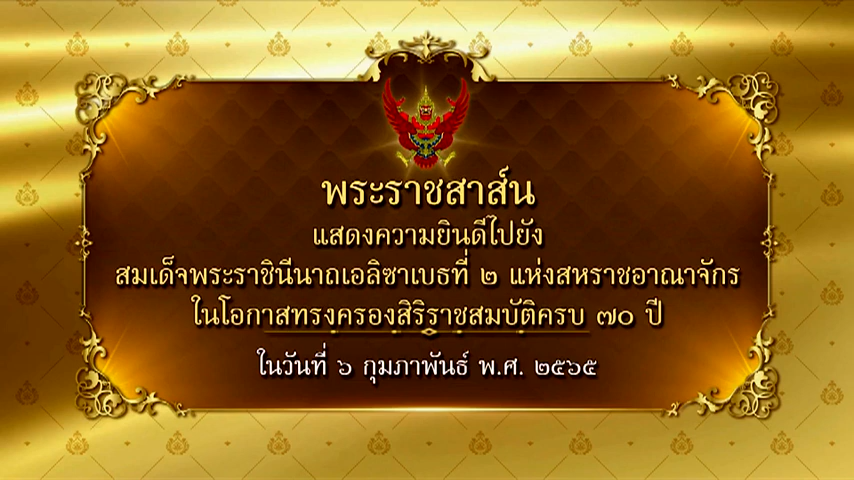 พระราชสาส์น
แสดงความยินดีไปยัง
สมเด็จพระราชินีนาถเอลิซาเบธที่ ๒ แห่งสหราชอาณาจักร
ในโอกาสทรงครองสิริราชสมบัติครบ ๗๐ ปี
ในวันที่ ๖ กุมภาพันธ์ พ.ศ. ๒๕๖๕